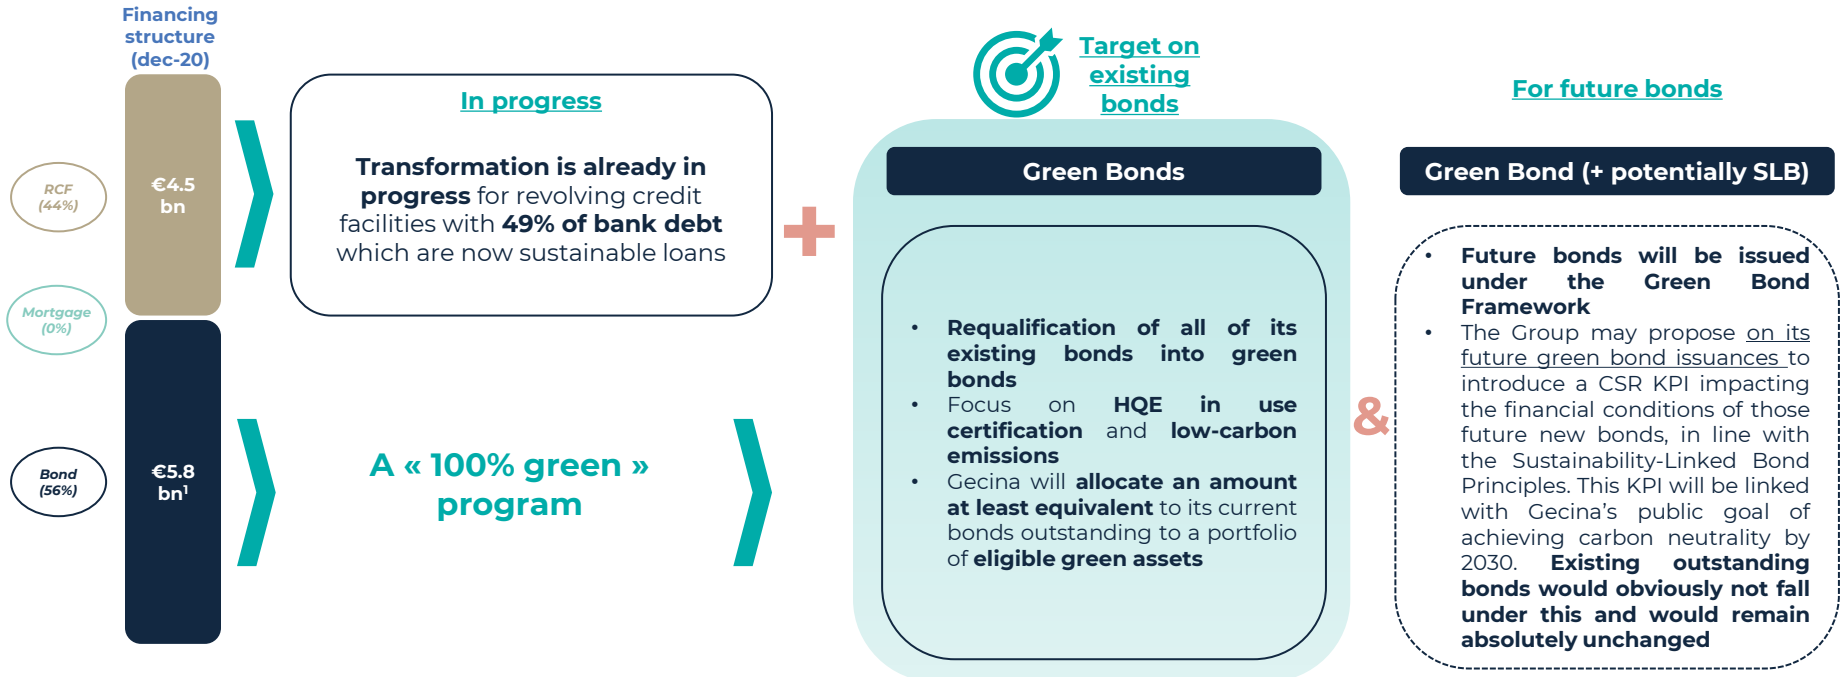 Financing
structure
(dec-20)
RCF
(44%)
Mortgage
(0%)
Bond
(56%)
€4.5
bn
€5.8
bn¹
In progress
Transformation is already in
progress for revolving credit
facilities with 49% of bank debt
which are now sustainable loans
A « 100% green »
program
Target on
existing
bonds
Green Bonds
• Requalification of all of its
existing bonds into green
bonds
• Focus on HQE in use
certification and low-carbon
emissions
• Gecina will allocate an amount
at least equivalent to its current
bonds outstanding to a portfolio
of eligible green assets
&
For future bonds
Green Bond (+ potentially SLB)
• Future bonds will be issued
under the Green Bond
Framework
• The Group may propose on its
future green bond issuances to
introduce a CSR KPI impacting
the financial conditions of those
future new bonds, in line with
the Sustainability-Linked Bond
Principles. This KPI will be linked
with Gecina’s public goal of
achieving carbon neutrality by
2030. Existing outstanding
bonds would obviously not fall
under this and would remain
absolutely unchanged